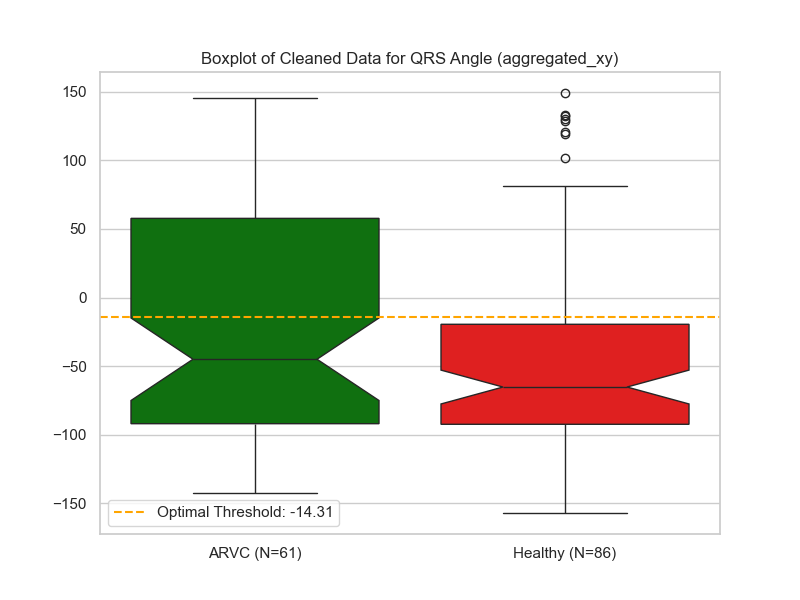 Boxplot of Cleaned Data for QRS Angle (aggregated_xy)
150
100
50
0
−50
−100
−150
Optimal Threshold: -14.31
ARVC (N=61)
Healthy (N=86)